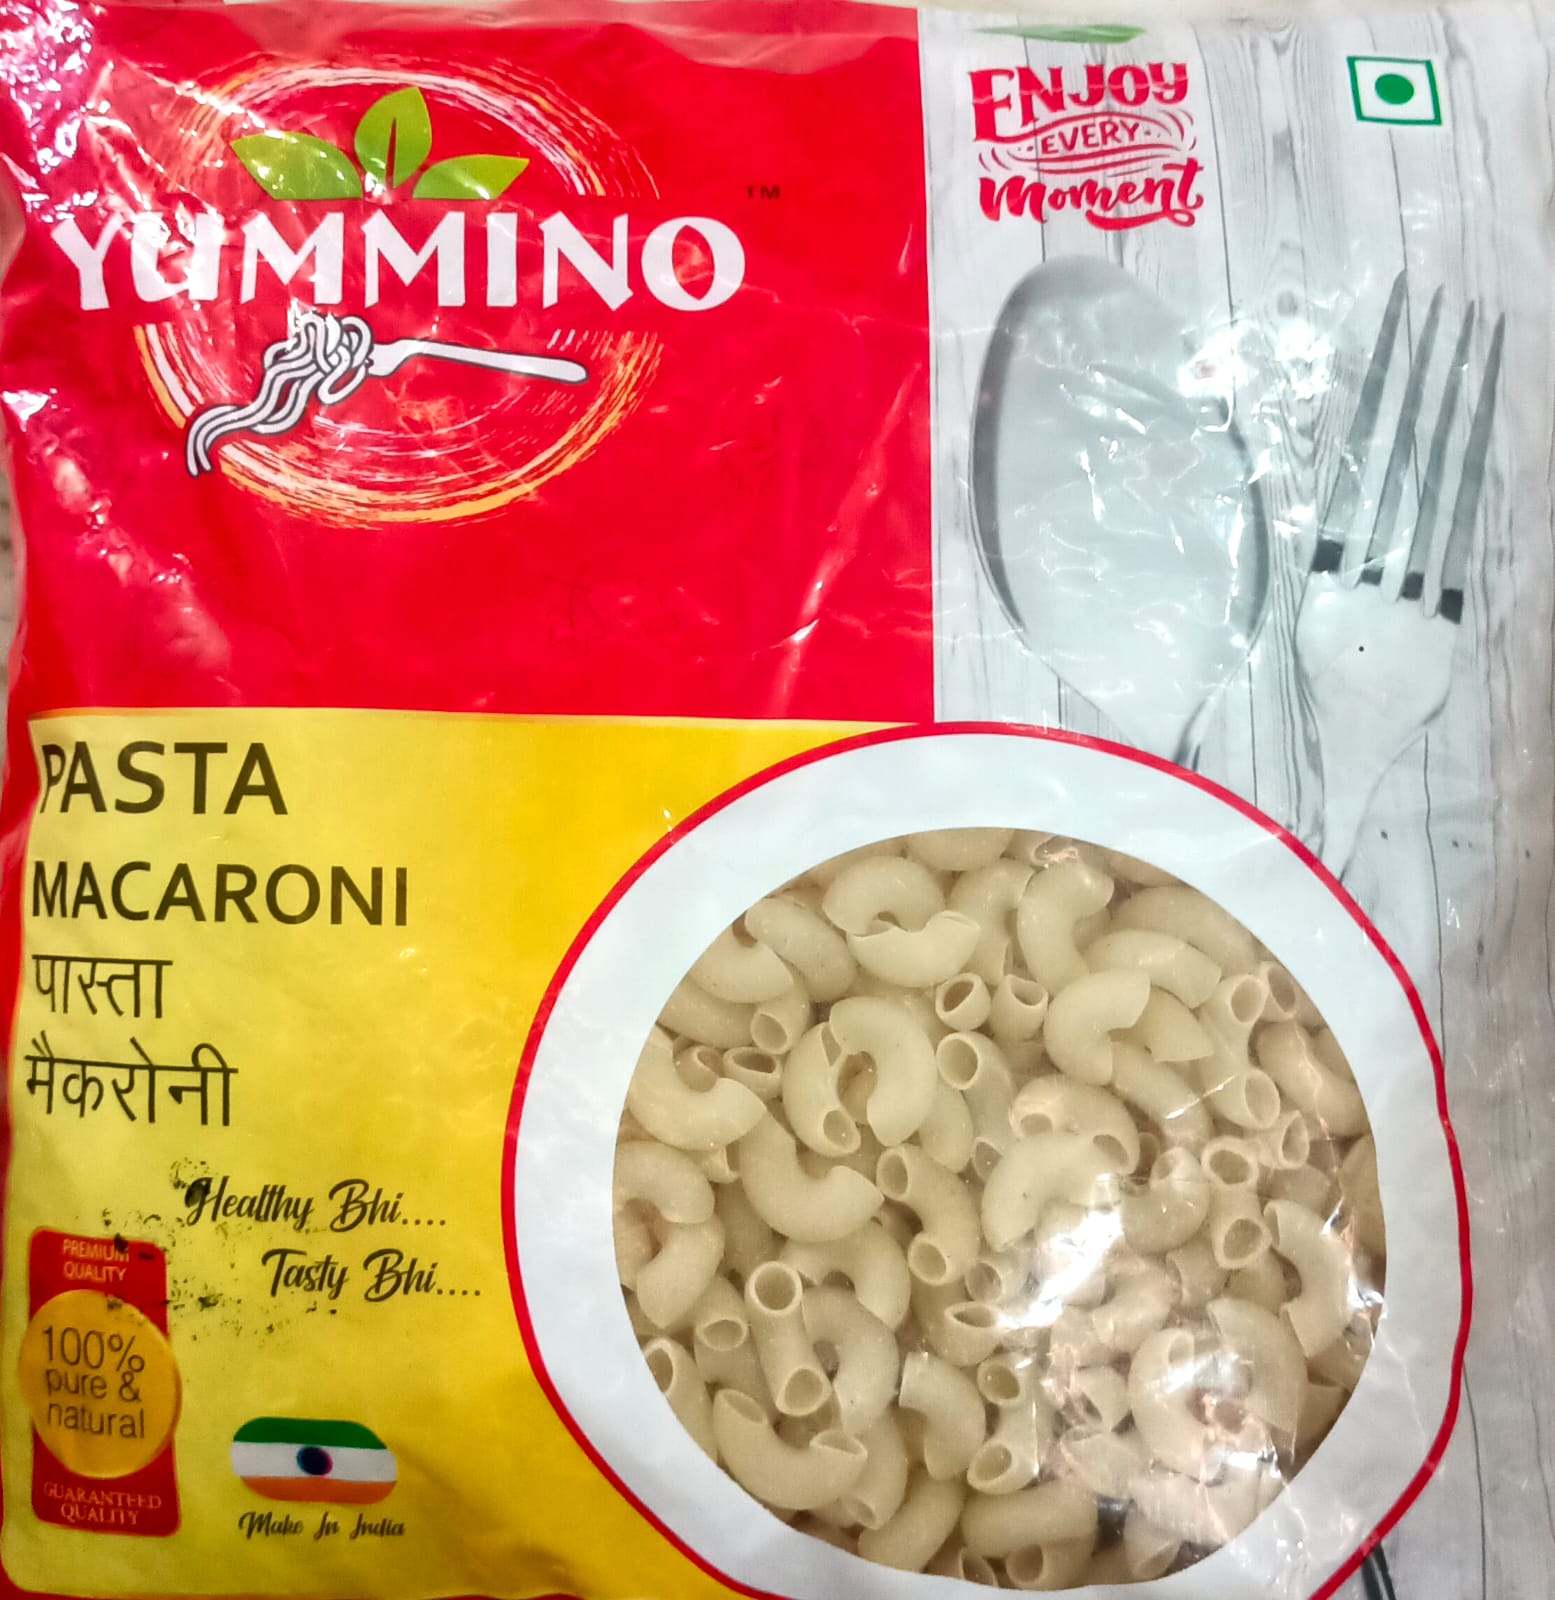 YUMMINO
TM
ENJOY
EVERY
Moment
PASTA
MACARONI
पास्ता
मैकरोनी
Healthy Bhi....
Tasty Bhi....
PREMIUM
QUALITY
100%
pure &
natural
GUARANTEED
QUALITY
Make In India